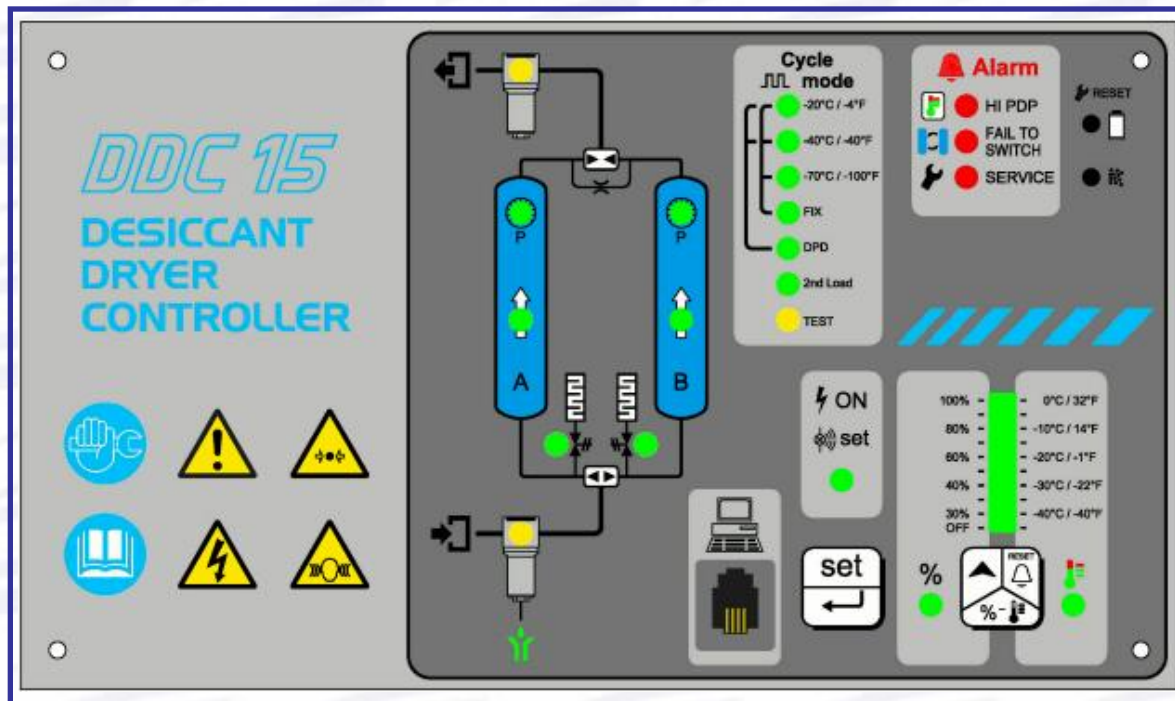 DDC 15
DESICCANT
DRYER
CONTROLLER
P
P
A
B
Cycle
mode
-20°C / -4°F
-40°C / -40°F
-70°C / -100°F
FIX
DPD
2nd Load
TEST
Alarm
HI PDP
FAIL TO
SWITCH
SERVICE
RESET
ON
set
set
100%
80%
60%
40%
30%
OFF
0°C / 32°F
-10°C / 14°F
-20°C / -1°F
-30°C / -22°F
-40°C / -40°F
%
RESET
%-